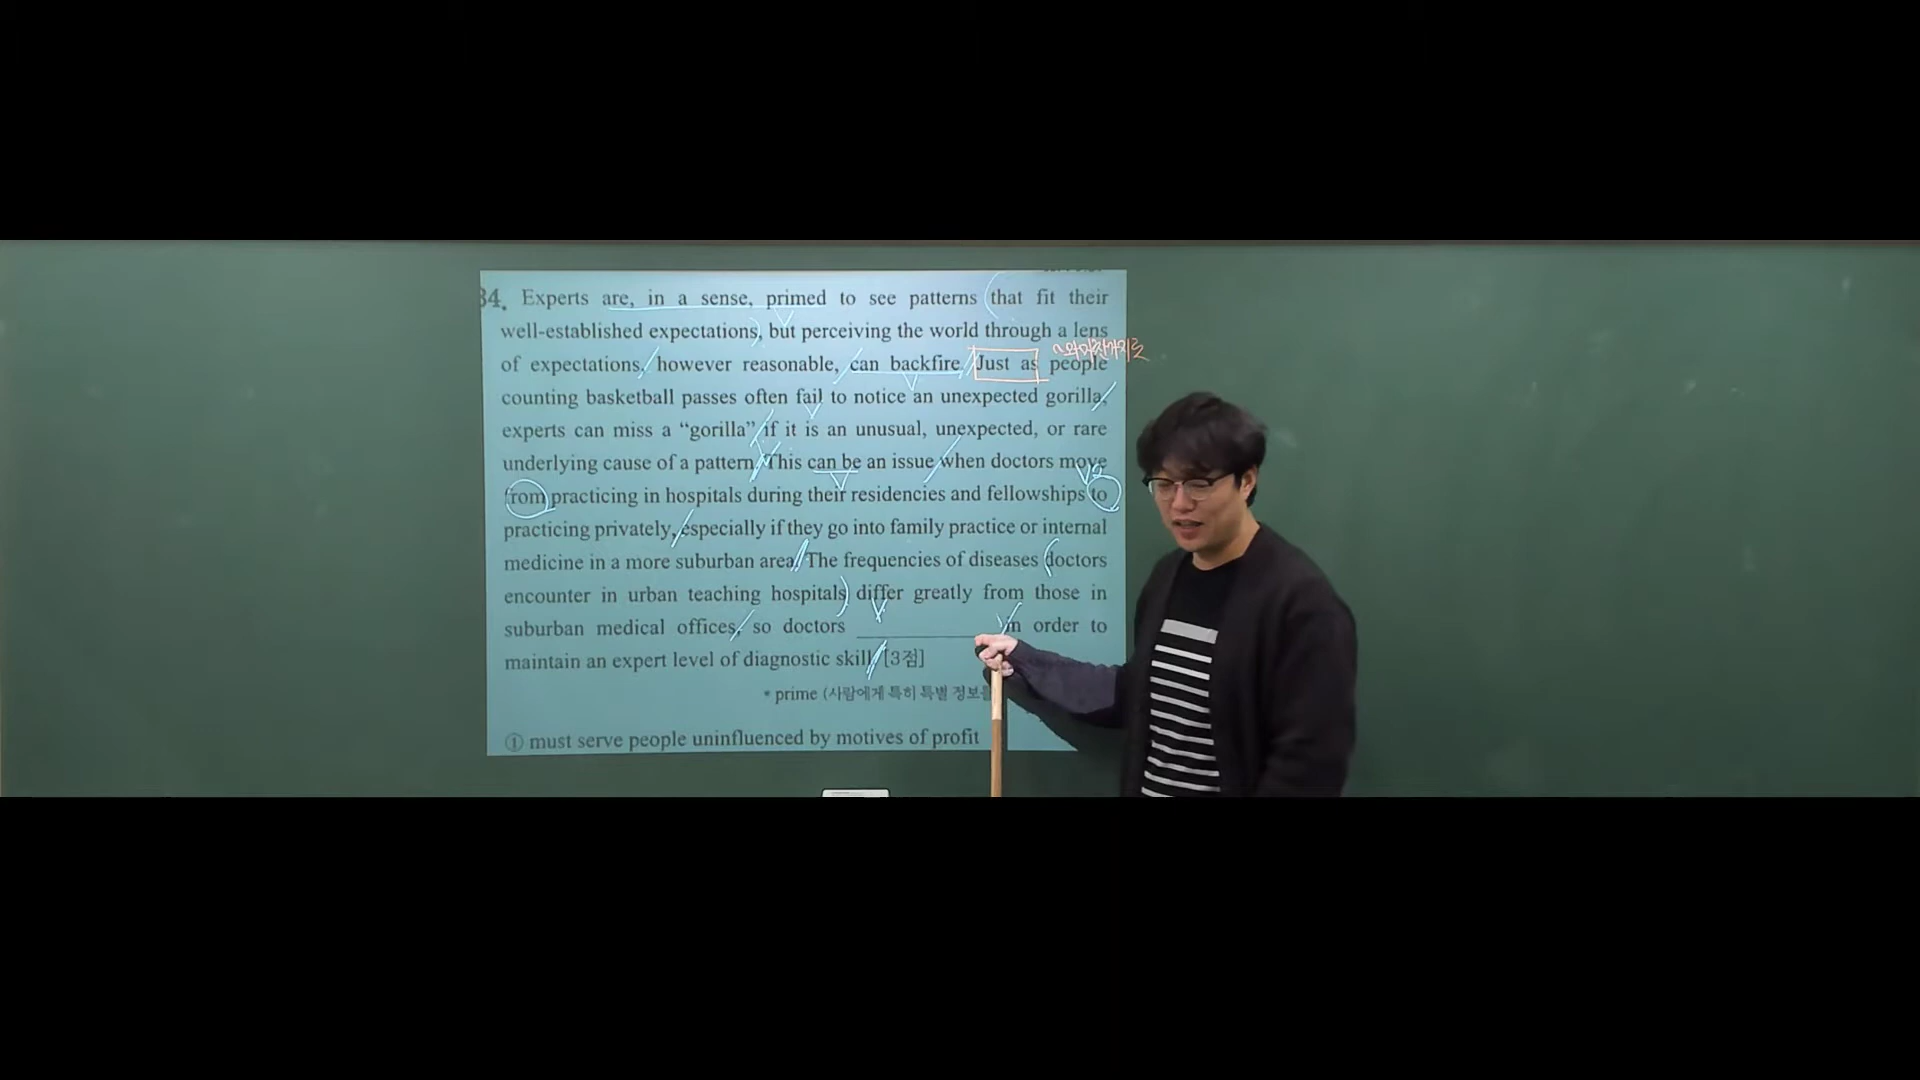 34. Experts are, in a sense, primed to see patterns that fit their
well-established expectations, but perceiving the world through a lens
of expectations, however reasonable, can backfire. Just as people
~와 마찬가지로
counting basketball passes often fail to notice an unexpected gorilla,
experts can miss a “gorilla” if it is an unusual, unexpected, or rare
underlying cause of a pattern. This can be an issue when doctors move
from practicing in hospitals during their residencies and fellowships to
practicing privately, especially if they go into family practice or internal
medicine in a more suburban area. The frequencies of diseases doctors
encounter in urban teaching hospitals differ greatly from those in
suburban medical offices, so doctors ____________ in order to
maintain an expert level of diagnostic skill. [3점]
* prime (사람에게 특히 특별 정보를
① must serve people uninfluenced by motives of profit